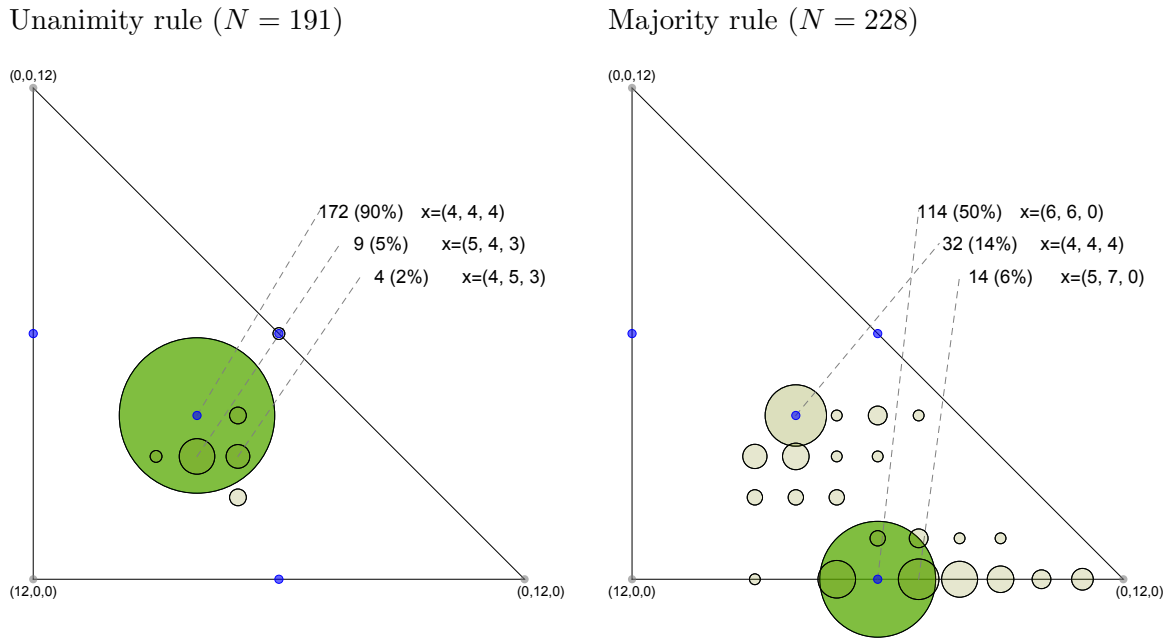 Unanimity rule (N = 191)
(0,0,12)
172 (90%) x=(4, 4, 4)
9 (5%) x=(5, 4, 3)
4 (2%) x=(4, 5, 3)
(12,0,0)
(0,12,0)
Majority rule (N = 228)
(0,0,12)
114 (50%) x=(6, 6, 0)
32 (14%) x=(4, 4, 4)
14 (6%) x=(5, 7, 0)
(12,0,0)
(0,12,0)